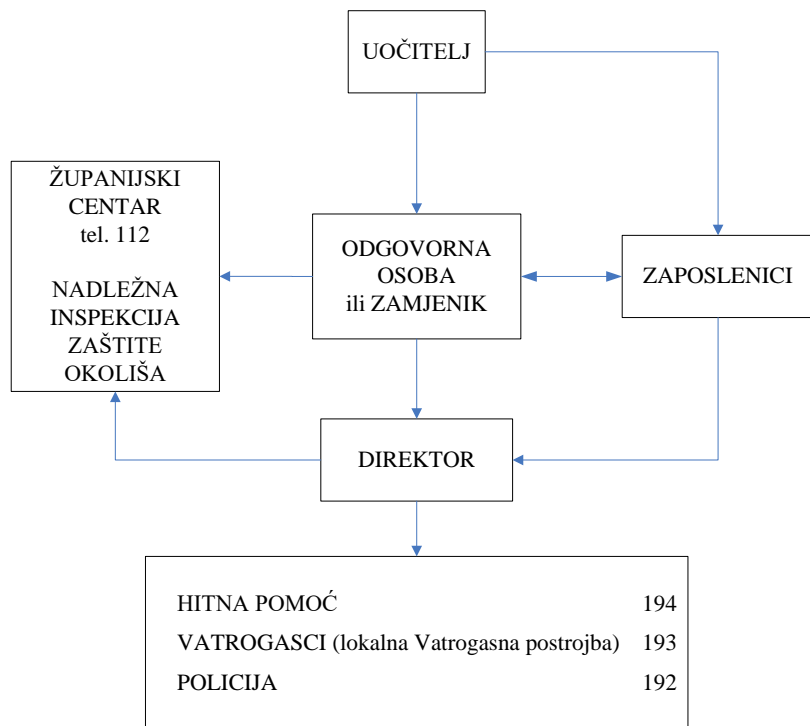 UOČITELJ
ŽUPANIJSKI
CENTAR
tel. 112
NADLEŽNA
INSPEKCIJA
ZAŠTITE
OKOLIŠA
ODGOVORNA
OSOBA
ili ZAMJENIK
ZAPOSLENICI
DIREKTOR
HITNA POMOĆ 194
VATROGASCI (lokalna Vatrogasna postrojba) 193
POLICIJA 192